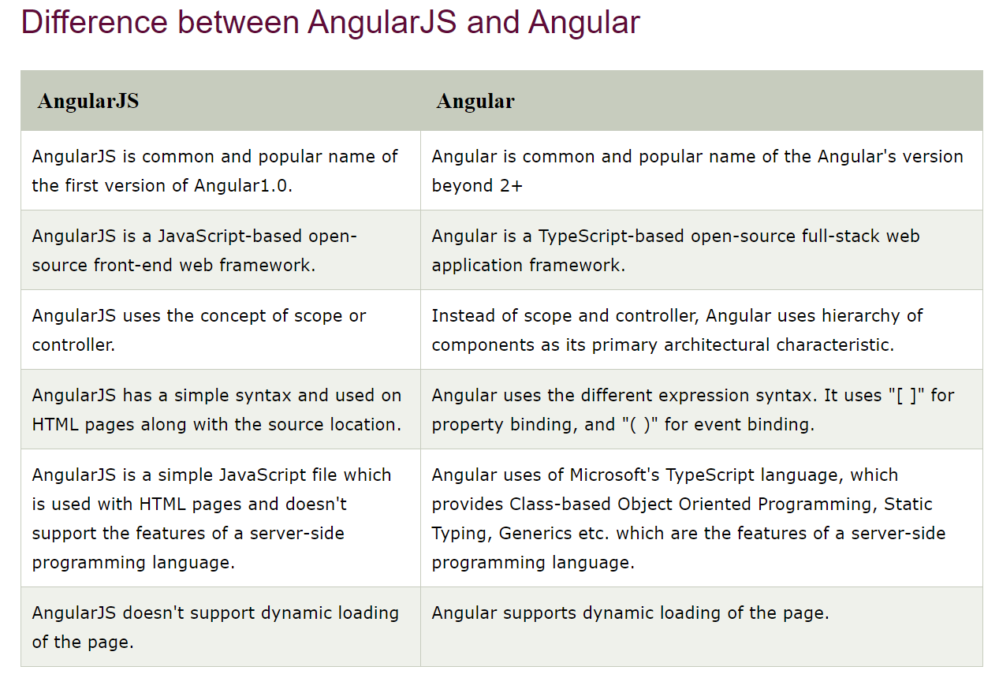 Difference between AngularJS and Angular
AngularJS
Angular
AngularJS is common and popular name of
the first version of Angular1.0.
Angular is common and popular name of the Angular's version
beyond 2+
AngularJS is a JavaScript-based open-
source front-end web framework.
Angular is a TypeScript-based open-source full-stack web
application framework.
AngularJS uses the concept of scope or
controller.
Instead of scope and controller, Angular uses hierarchy of
components as its primary architectural characteristic.
AngularJS has a simple syntax and used on
HTML pages along with the source location.
Angular uses the different expression syntax. It uses "[ ]" for
property binding, and "( )" for event binding.
AngularJS is a simple JavaScript file which
is used with HTML pages and doesn't
support the features of a server-side
programming language.
Angular uses of Microsoft's TypeScript language, which
provides Class-based Object Oriented Programming, Static
Typing, Generics etc. which are the features of a server-side
programming language.
AngularJS doesn't support dynamic loading
of the page.
Angular supports dynamic loading of the page.